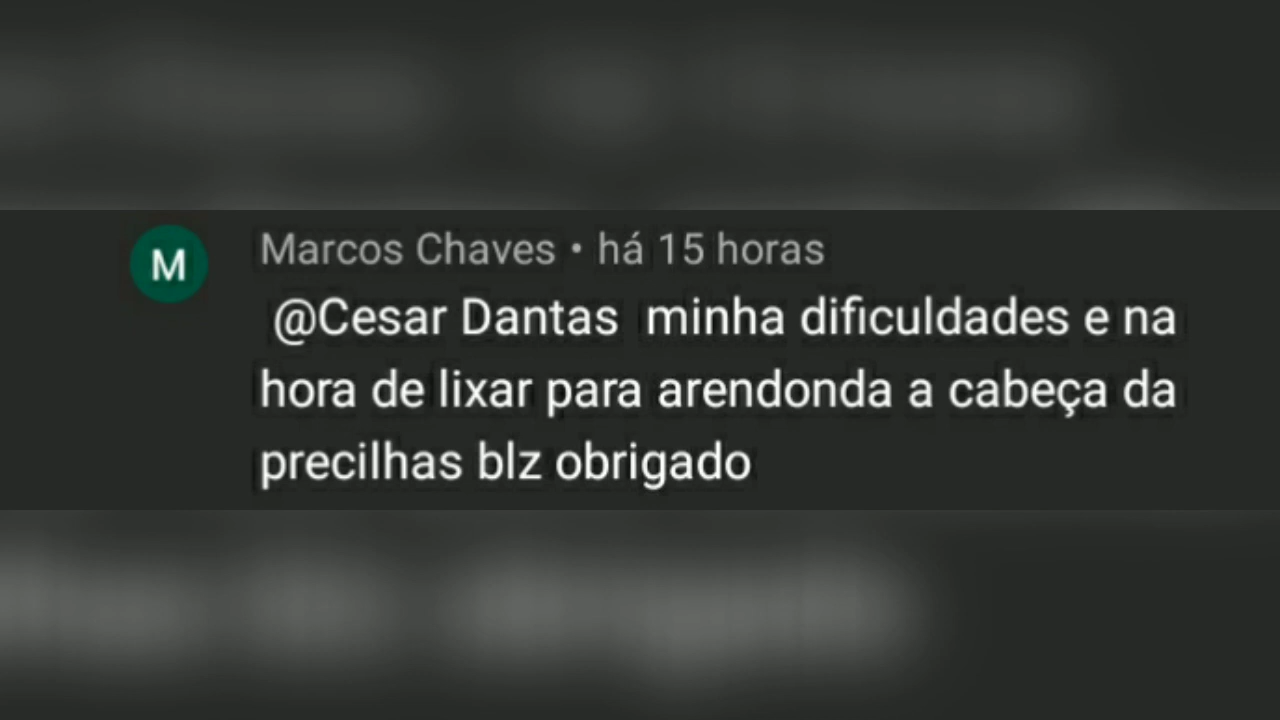 M
Marcos Chaves • há 15 horas
@Cesar Dantas minha dificuldades e na
hora de lixar para arendonda a cabeça da
precilhas blz obrigado